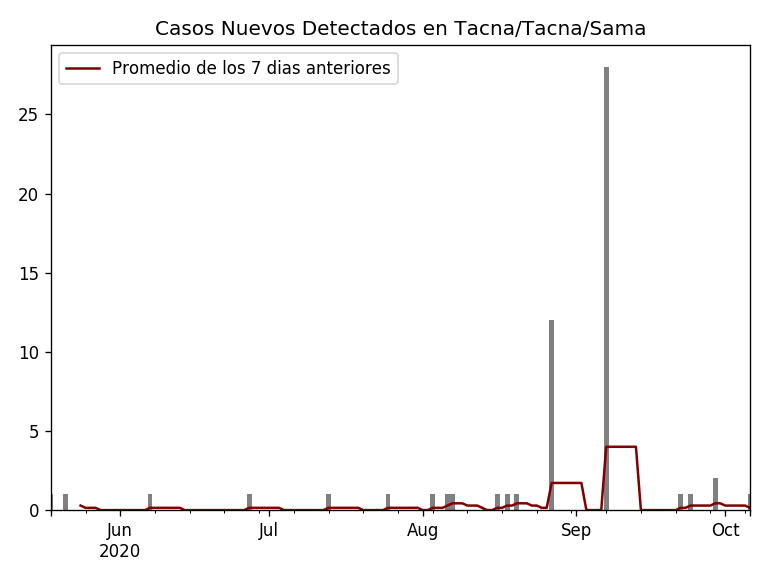 Casos Nuevos Detectados en Tacna/Tacna/Sama
Promedio de los 7 dias anteriores
25
20
15
10
5
0
Jun
2020
Jul
Aug
Sep
Oct